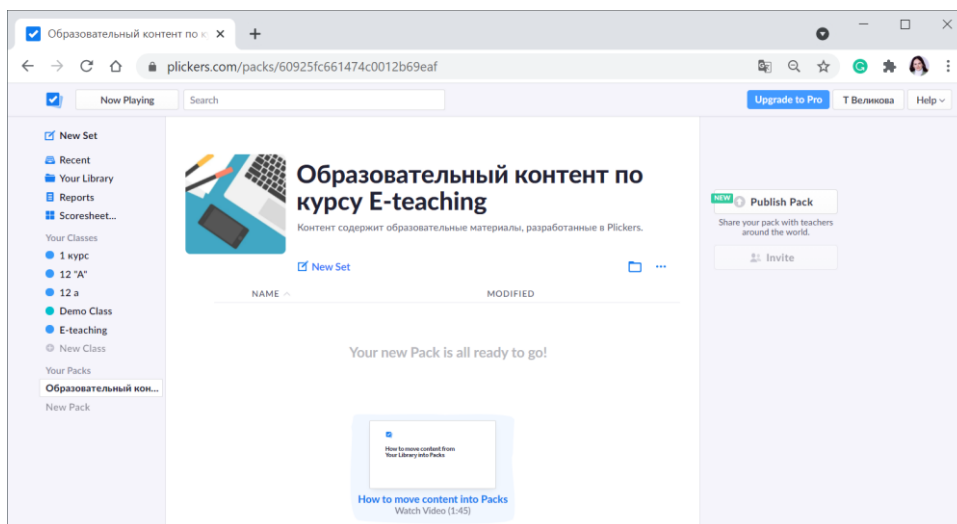 Образовательный контент по к
plickers.com/packs/60925fc661474c0012b69eaf
Now Playing
Search
Upgrade to Pro
Т Великова
Help
New Set
Recent
Your Library
Reports
Scoresheet...
Your Classes
1 курс
12 "А"
12 а
Demo Class
E-teaching
New Class
Your Packs
Образовательный кон...
New Pack
Образовательный контент по
курсу E-teaching
Контент содержит образовательные материалы, разработанные в Plickers.
New Set
NAME
MODIFIED
Your new Pack is all ready to go!
How to move content from
Your Library into Packs
How to move content into Packs
Watch Video (1:45)
NEW
Publish Pack
Share your pack with teachers
around the world.
Invite